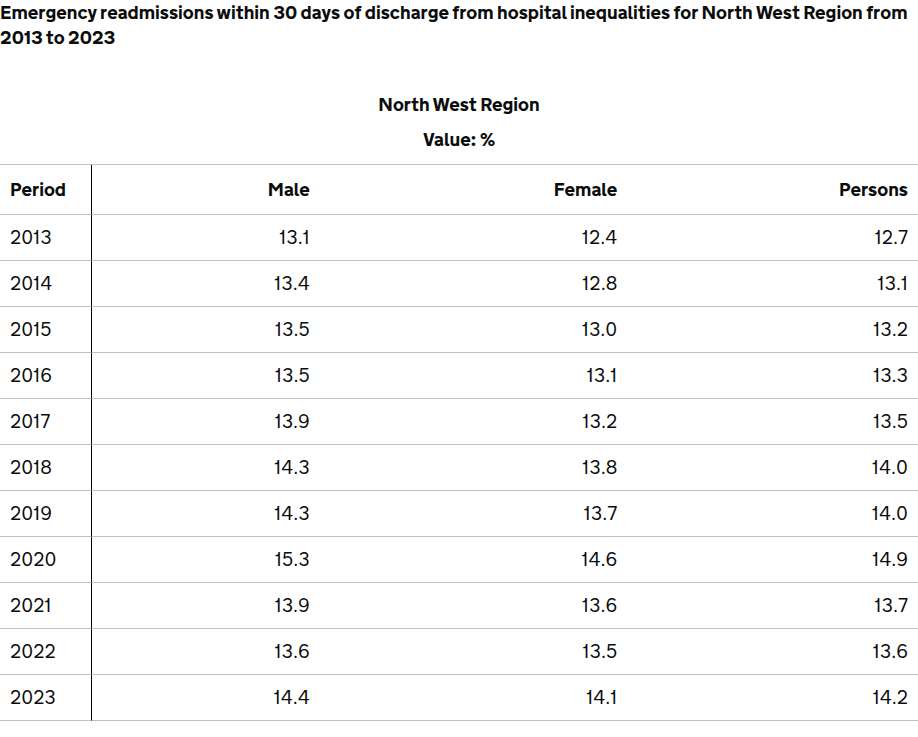 Emergency readmissions within 30 days of discharge from hospital inequalities for North West Region from
2013 to 2023
North West Region
Value: %
Period Male Female Persons
2013 13.1 12.4 12.7
2014 13.4 12.8 13.1
2015 13.5 13.0 13.2
2016 13.5 13.1 13.3
2017 13.9 13.2 13.5
2018 14.3 13.8 14.0
2019 14.3 13.7 14.0
2020 15.3 14.6 14.9
2021 13.9 13.6 13.7
2022 13.6 13.5 13.6
2023 14.4 14.1 14.2